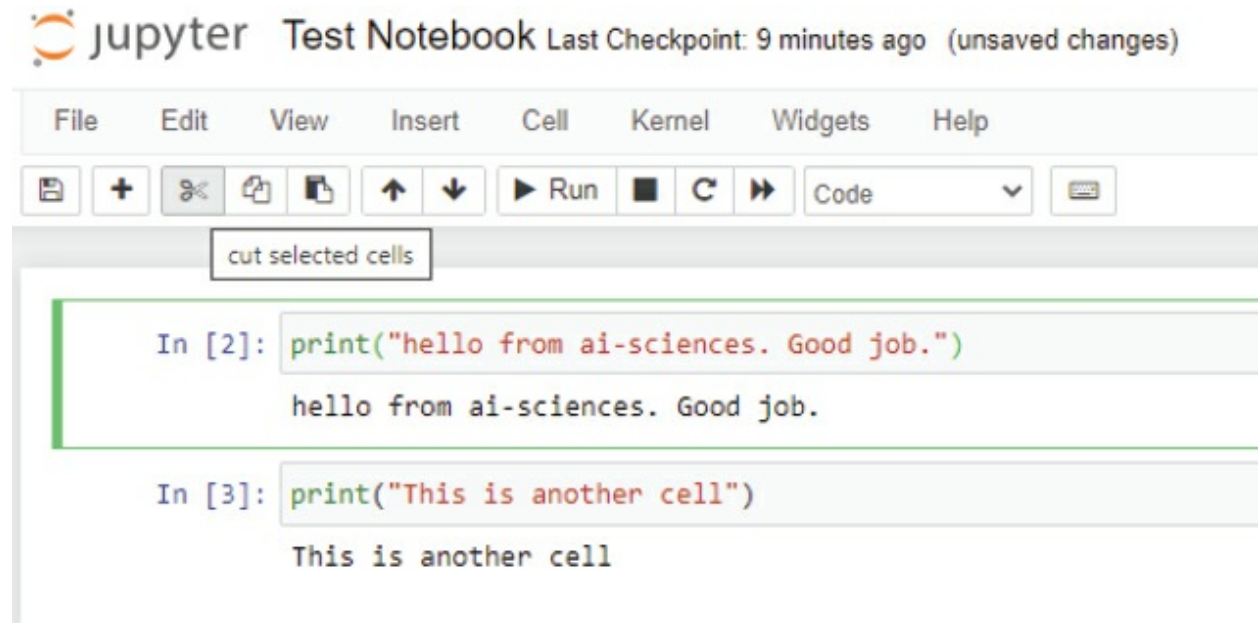 jupyter Test Notebook Last Checkpoint: 9 minutes ago (unsaved changes)
File Edit View Insert Cell Kernel Widgets Help
Run Code
cut selected cells
In [2]: print("hello from ai-sciences. Good job.")
hello from ai-sciences. Good job.
In [3]: print("This is another cell")
This is another cell